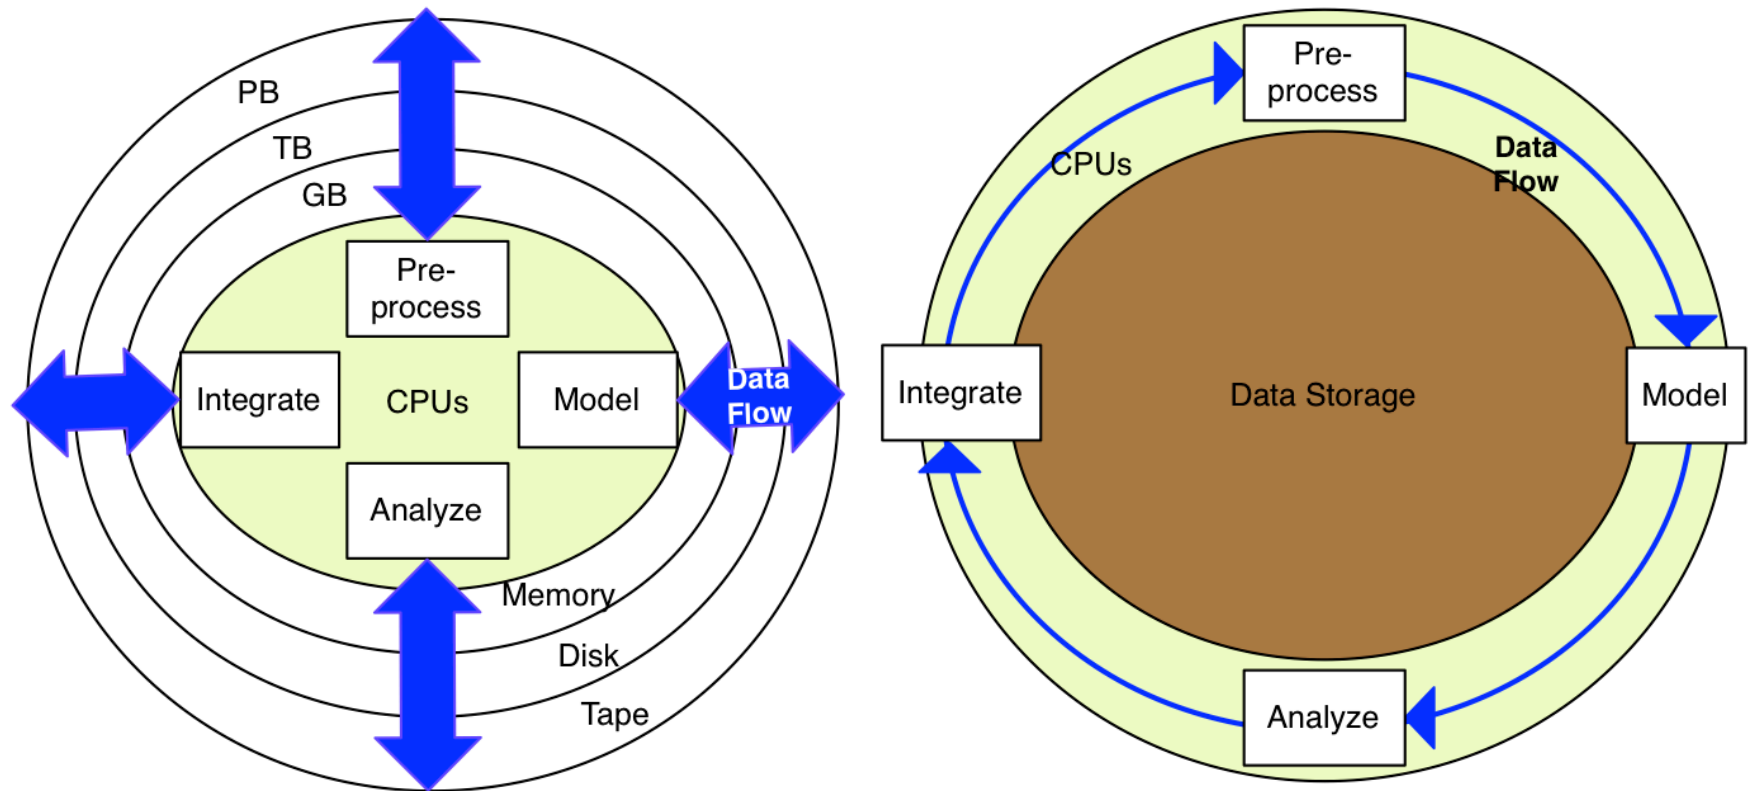 PB
TB
GB
Pre-
process
Integrate
CPUs
Model
Data
Flow
Analyze
Memory
Disk
Tape
Pre-
process
CPUs
Data
Flow
Integrate
Data Storage
Model
Analyze